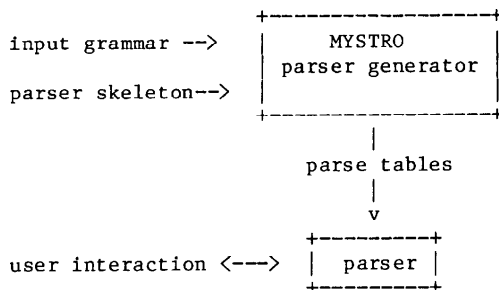 input grammar -->
MYSTRO
parser generator
parser skeleton-->
parse tables
v
user interaction <---> | parser |